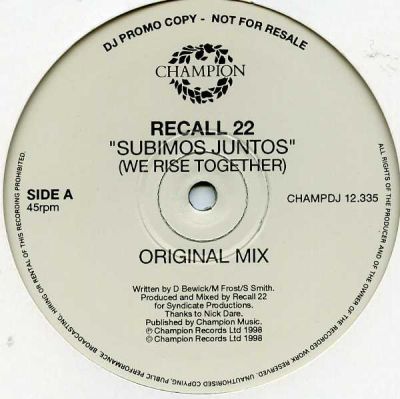 DJ PROMO COPY - NOT FOR RESALE
CHAMPION
RECALL 22
"SUBIMOS JUNTOS"
(WE RISE TOGETHER)
SIDE A
45rpm
CHAMPDJ 12.335
ORIGINAL MIX
Written by D Bewick/M Frost/S Smith.
Produced and Mixed by Recall 22
for Syndicate Productions.
Thanks to Nick Dare.
Published by Champion Music.
℗ Champion Records Ltd 1998
© Champion Records Ltd 1998
ALL RIGHTS OF THE PRODUCER AND OF THE OWNER OF THE RECORDED WORK RESERVED. UNAUTHORISED COPYING, PUBLIC PERFORMANCE, BROADCASTING, HIRING OR RENTAL OF THIS RECORDING PROHIBITED.